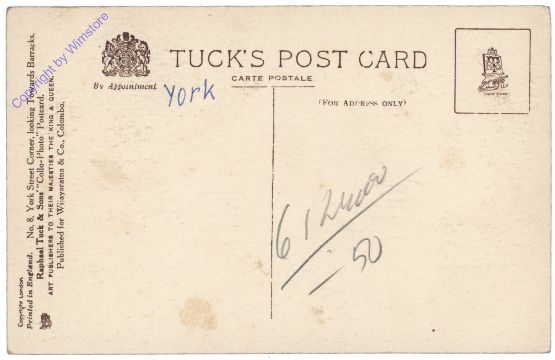 Copyright by Wimstore
TUCK'S POST CARD
CARTE POSTALE.
By Appointment.
York
(FOR ADDRESS ONLY)
Copyright London.
Printed in England. No. 8, York Street Corner, looking Towards Barracks.
Raphael Tuck & Sons' "Collo-Photo" Postcard.
ART PUBLISHERS TO THEIR MAJESTIES THE KING & QUEEN.
Published for Wijayaratna & Co., Colombo.
50